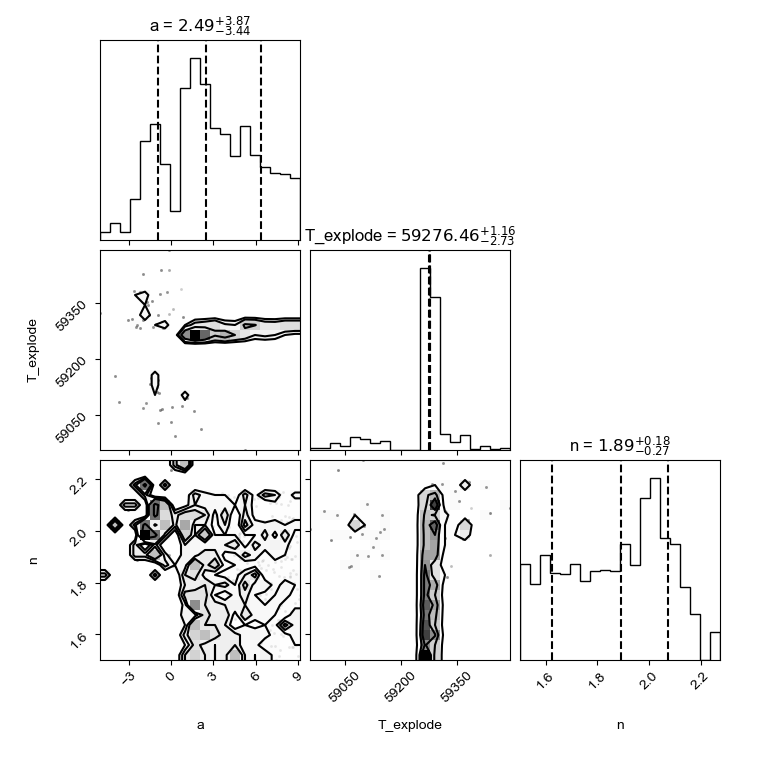 a = 2.49+3.87−3.44
T_explode = 59276.46+1.16−2.73
59350
59200
59050
T_explode
n = 1.89+0.18−0.27
2.2
2.0
1.8
1.6
n
−3 0 3 6 9
59050 59200 59350
1.6 1.8 2.0 2.2
a T_explode n